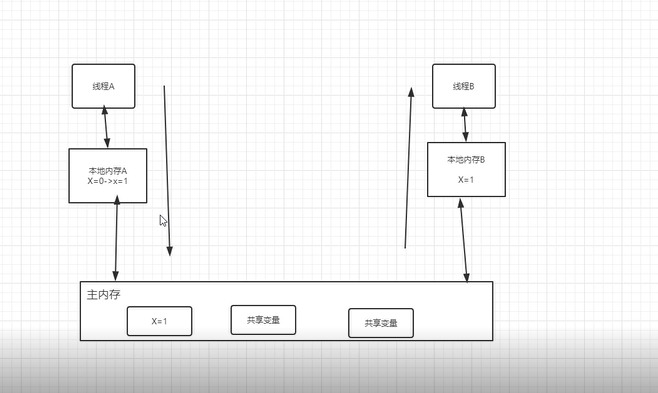 线程A
线程B
本地内存A
X=0->x=1
本地内存B
X=1
主内存
X=1
共享变量
共享变量